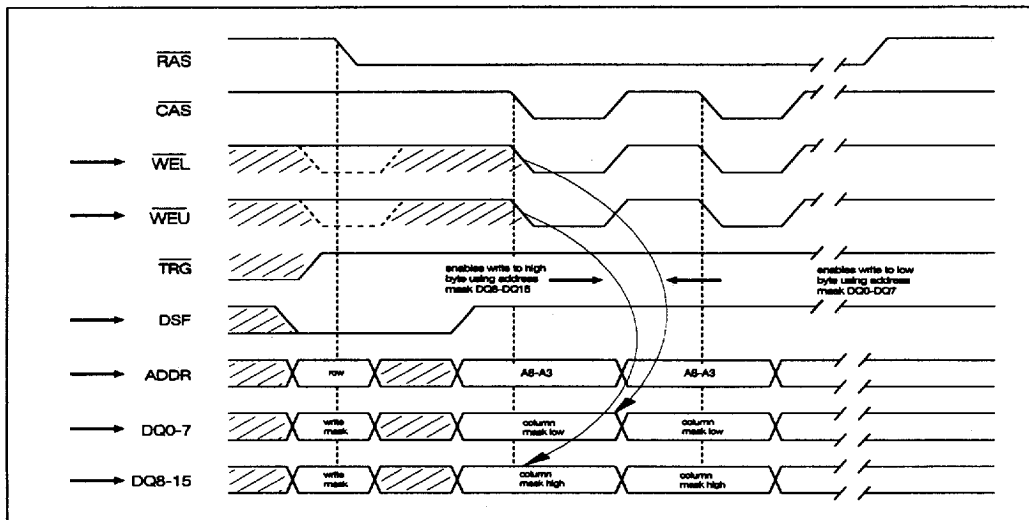 RAS
CAS
WEL
WEU
TRG
enables write to high
byte using address
mask DQ8-DQ15
enables write to low
byte using address
mask DQ0-DQ7
DSF
ADDR
row
A8-A3
A8-A3
DQ0-7
write
mask
column
mask low
column
mask low
DQ8-15
write
mask
column
mask high
column
mask high